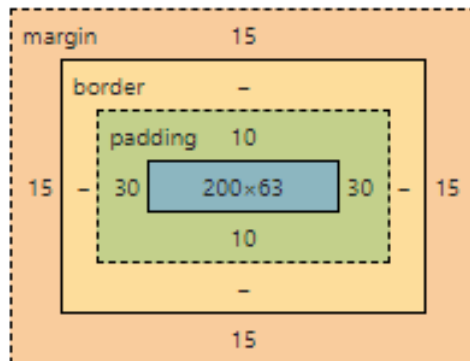 margin 15
border –
padding 10
15 – 30 200×63 30 – 15
10
–
15